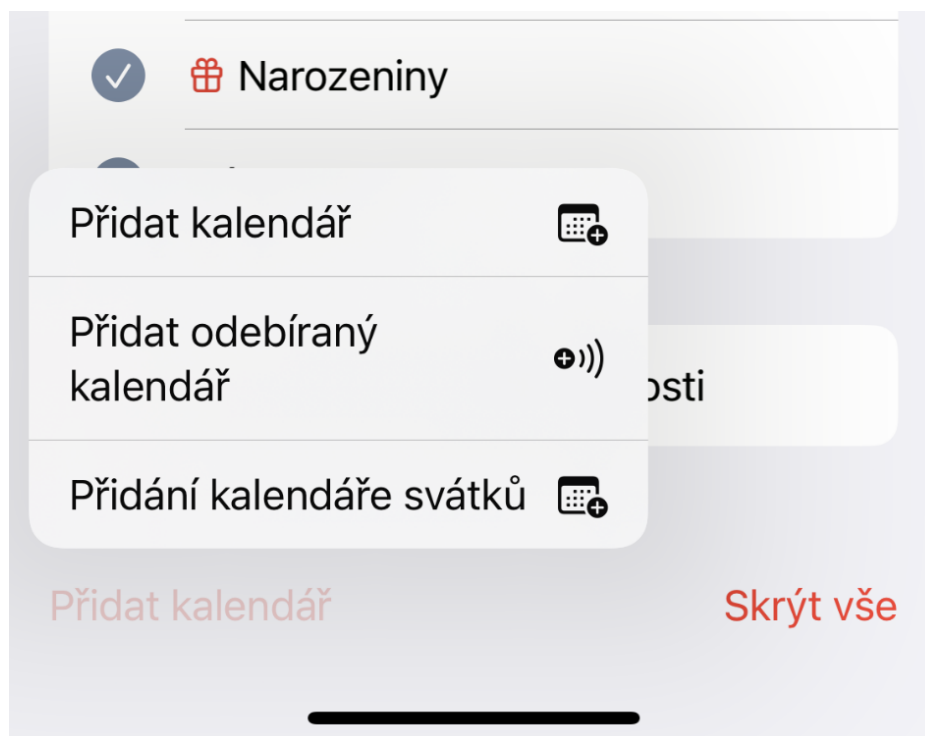 Narozeniny
Přidat kalendář
Přidat odebíraný
kalendář
Přidání kalendáře svátků
Přidat kalendář
Skrýt vše